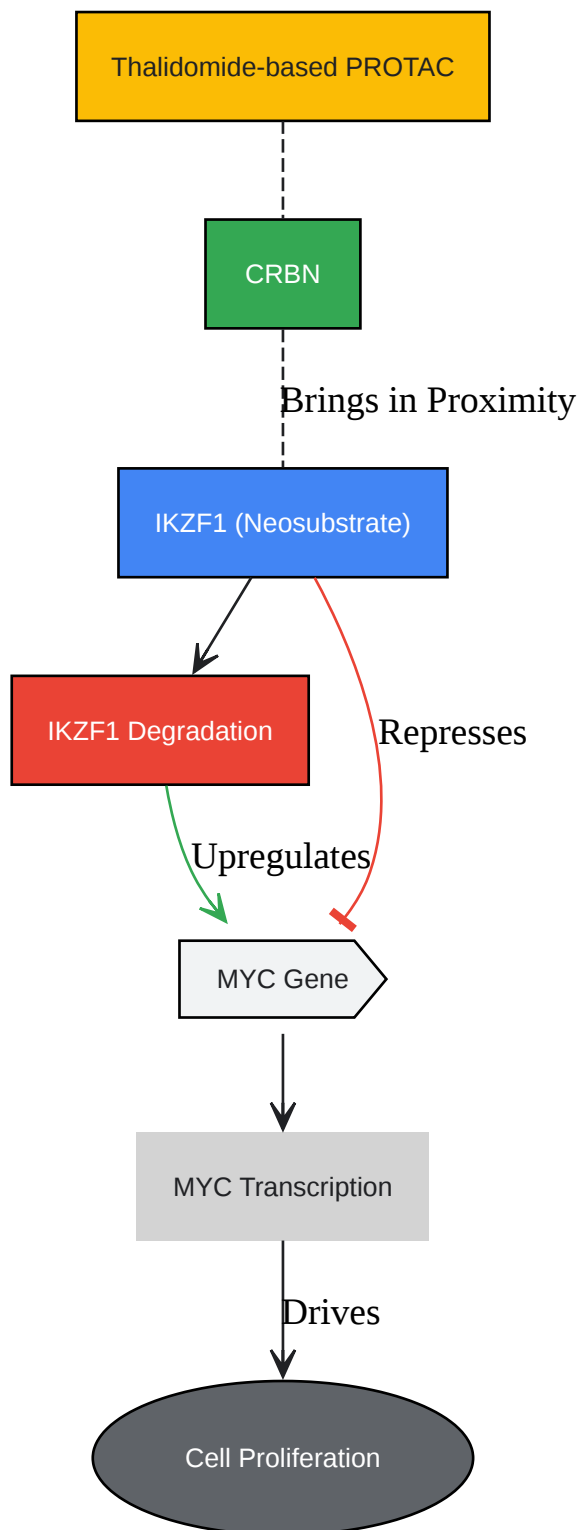 Thalidomide-based PROTAC
CRBN
Brings in Proximity
IKZF1 (Neosubstrate)
IKZF1 Degradation
Represses
Upregulates
MYC Gene
MYC Transcription
Drives
Cell Proliferation